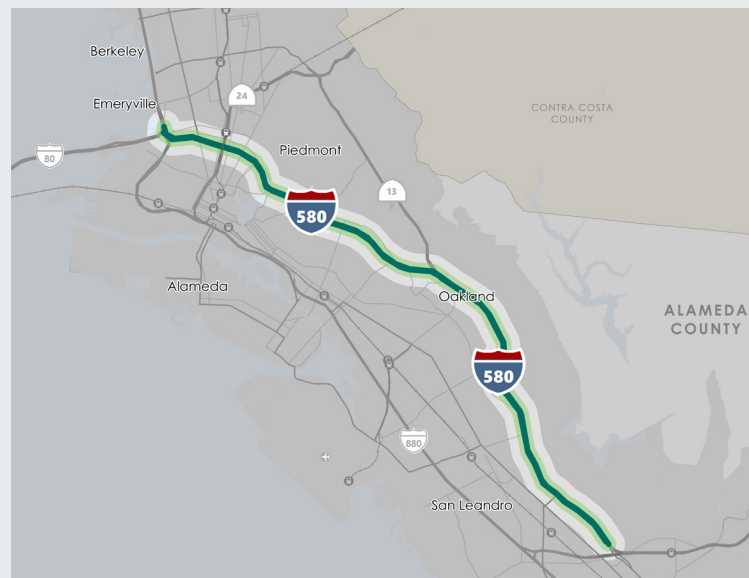 Berkeley
Emeryville
24
CONTRA COSTA
COUNTY
80
Piedmont
13
580
Alameda
Oakland
ALAMEDA
COUNTY
580
880
San Leandro